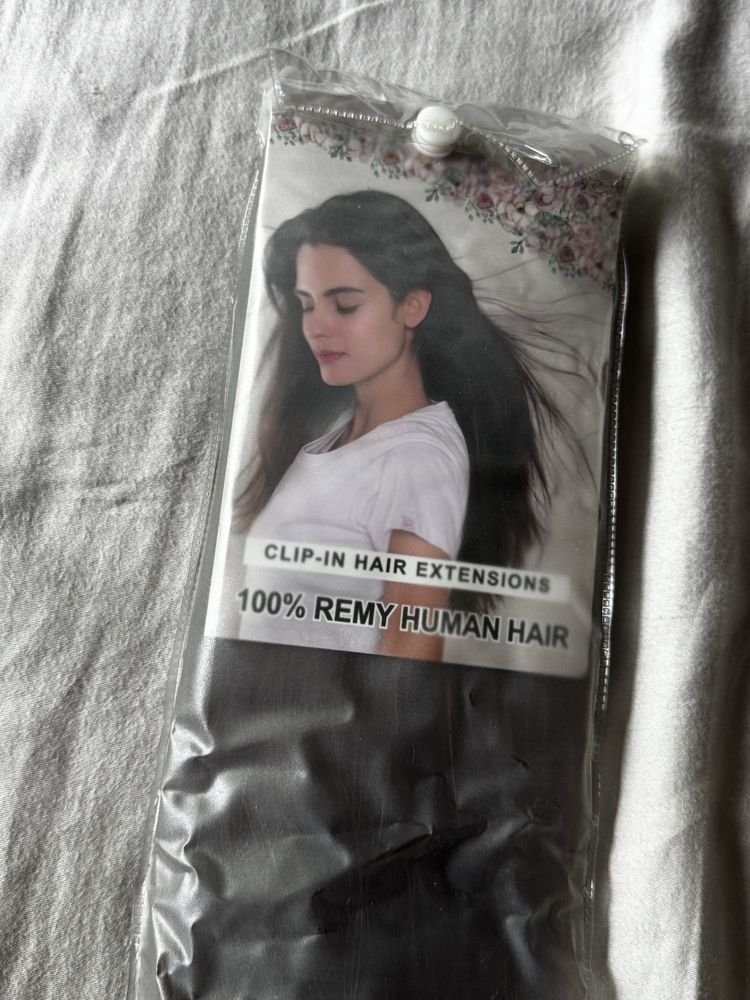 CLIP-IN HAIR EXTENSIONS
100% REMY HUMAN HAIR